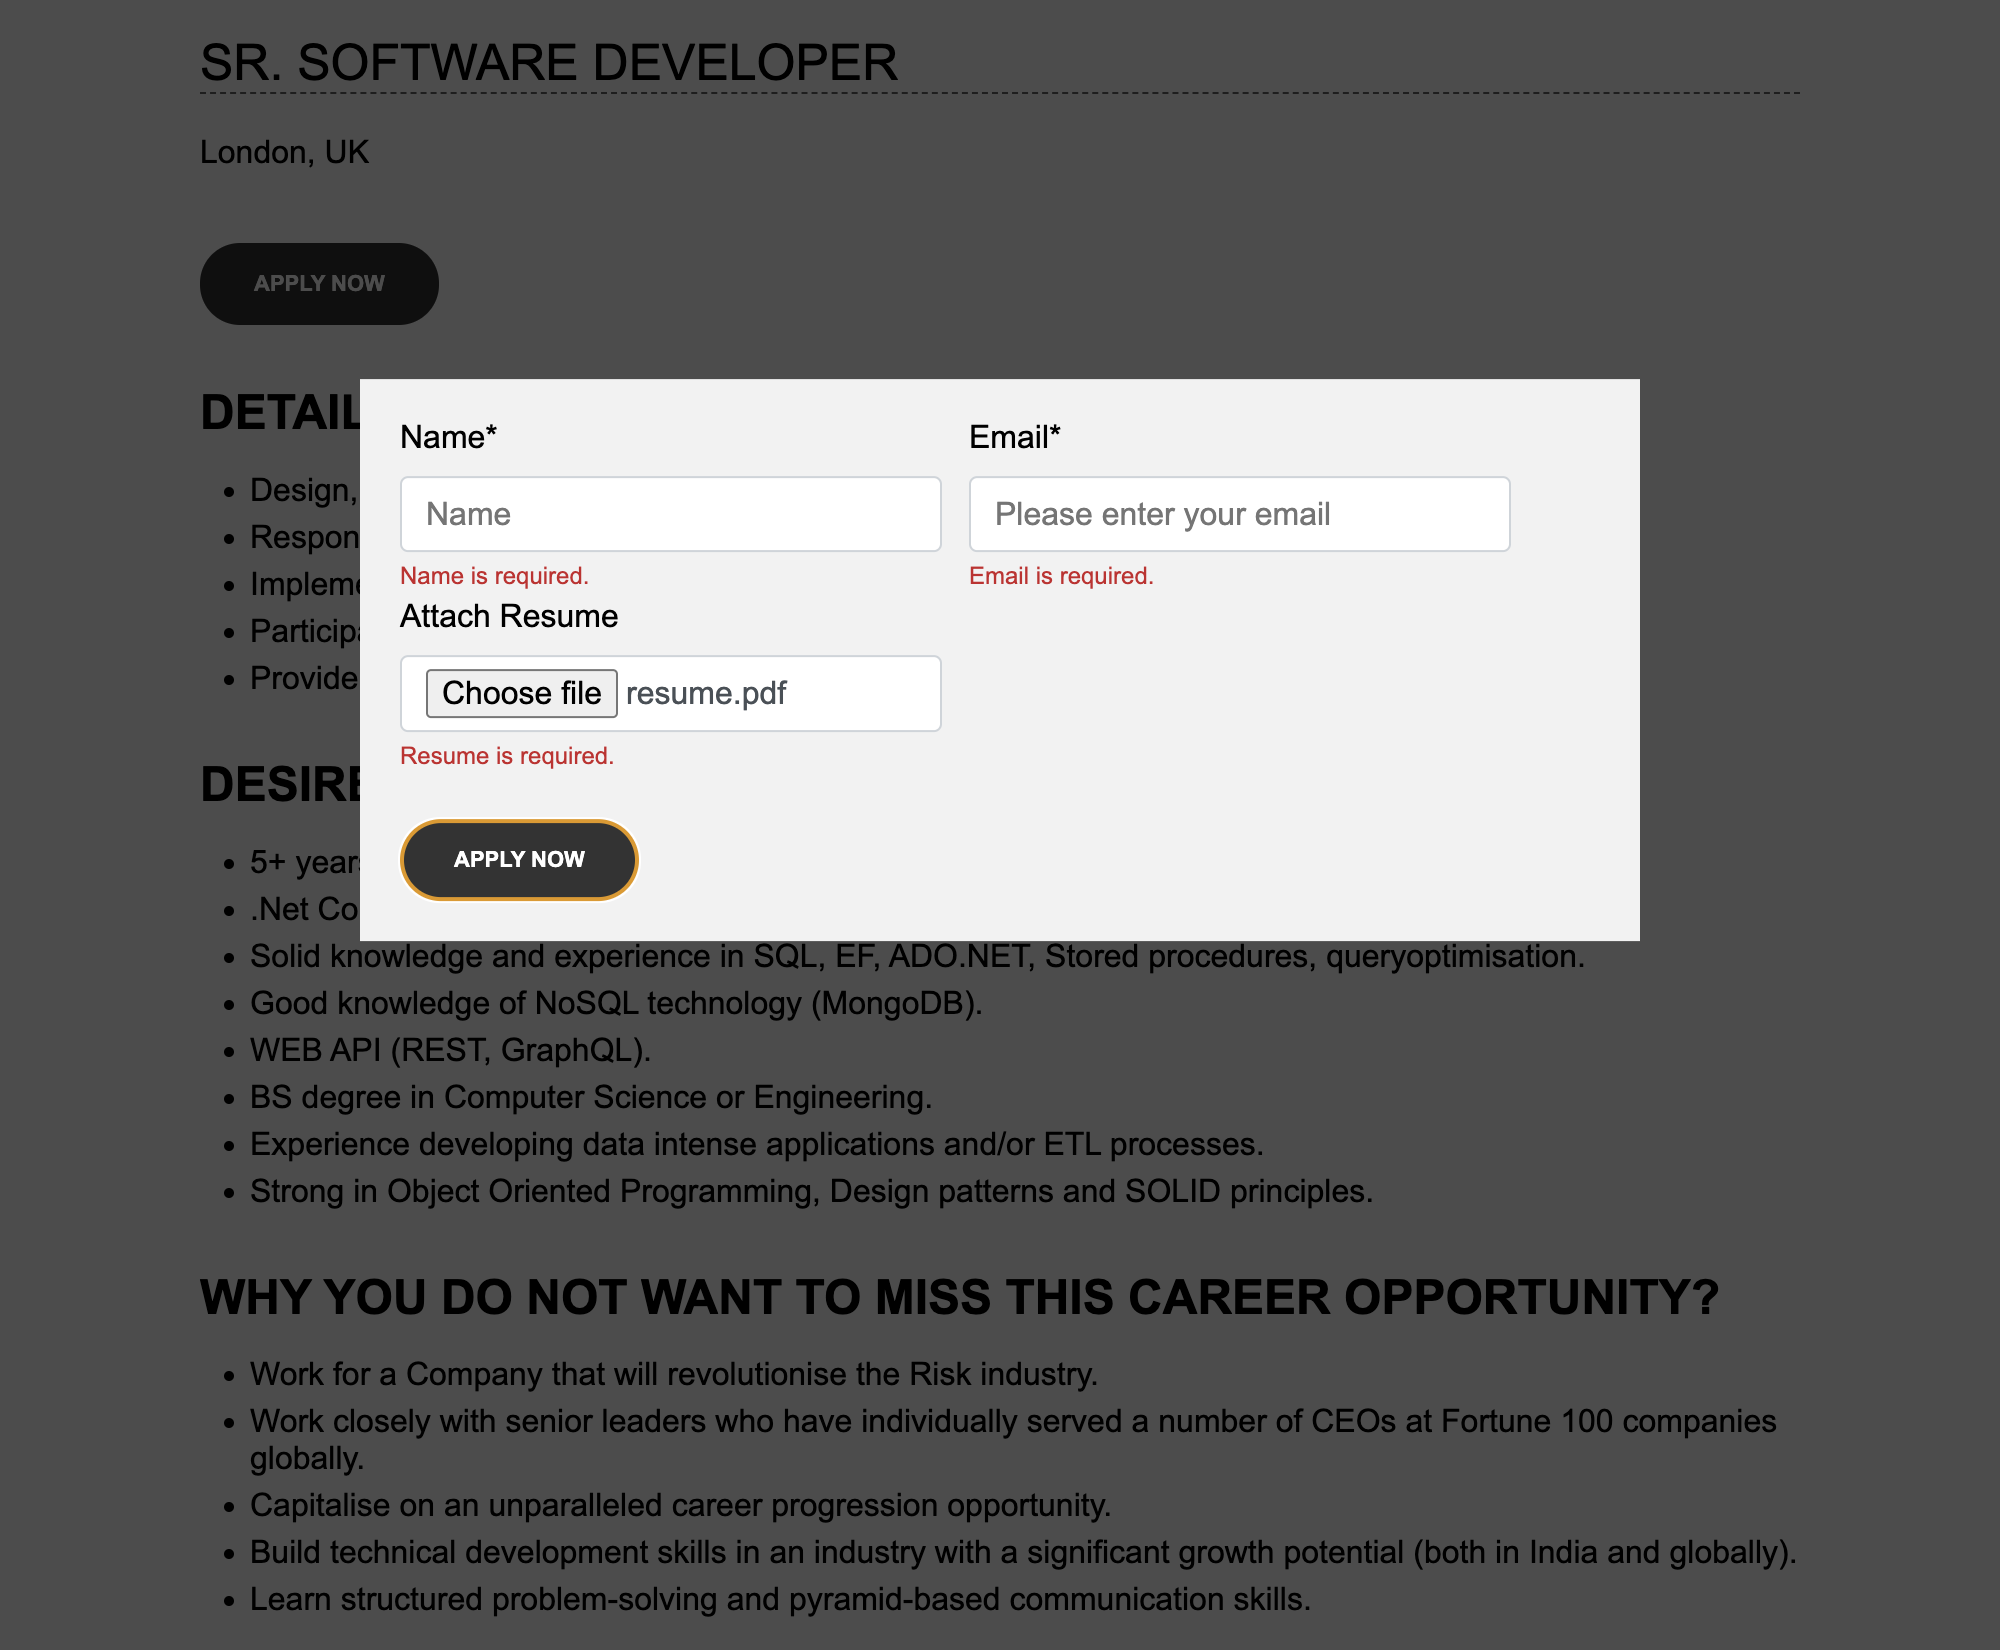 SR. SOFTWARE DEVELOPER
London, UK
APPLY NOW
DETAIL
Design,
Name*
Email*
Name
Please enter your email
Name is required.
Email is required.
Attach Resume
Choose file resume.pdf
Resume is required.
APPLY NOW
Provide
5+
.Net
Solid knowledge and experience in SQL, EF, ADO.NET, Stored procedures, queryoptimisation.
Good knowledge of NoSQL technology (MongoDB).
WEB API (REST, GraphQL).
BS degree in Computer Science or Engineering.
Experience developing data intense applications and/or ETL processes.
Strong in Object Oriented Programming, Design patterns and SOLID principles.
WHY YOU DO NOT WANT TO MISS THIS CAREER OPPORTUNITY?
Work for a Company that will revolutionise the Risk industry.
Work closely with senior leaders who have individually served a number of CEOs at Fortune 100 companies
globally.
Capitalise on an unparalleled career progression opportunity.
Build technical development skills in an industry with a significant growth potential (both in India and globally).
Learn structured problem-solving and pyramid-based communication skills.